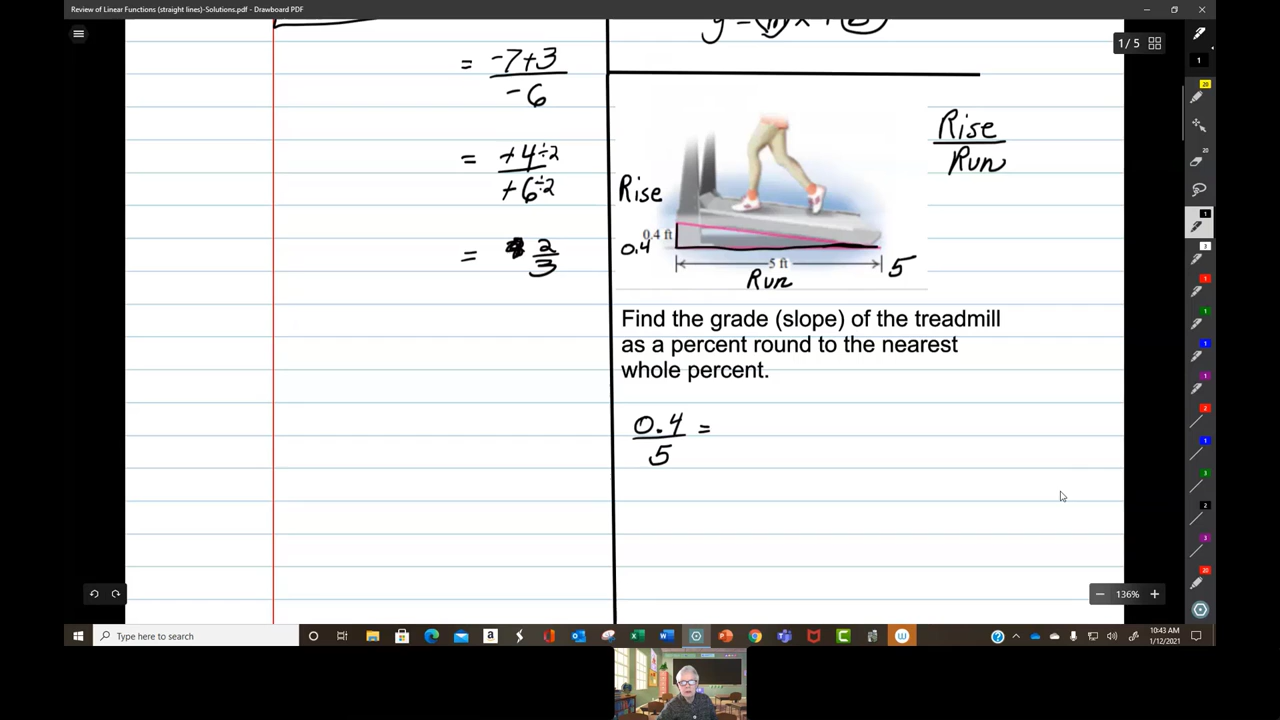 Review of Linear Functions (straight lines)-Solutions.pdf - Drawboard PDF
1 / 5
= -7+3
-6
= +4÷2
+6÷2
= 2
3
Rise
Run
Rise
0.4 ft
0.4
5 ft
5
Run
Find the grade (slope) of the treadmill
as a percent round to the nearest
whole percent.
0.4 =
5
136%
Type here to search
10:43 AM
1/12/2021